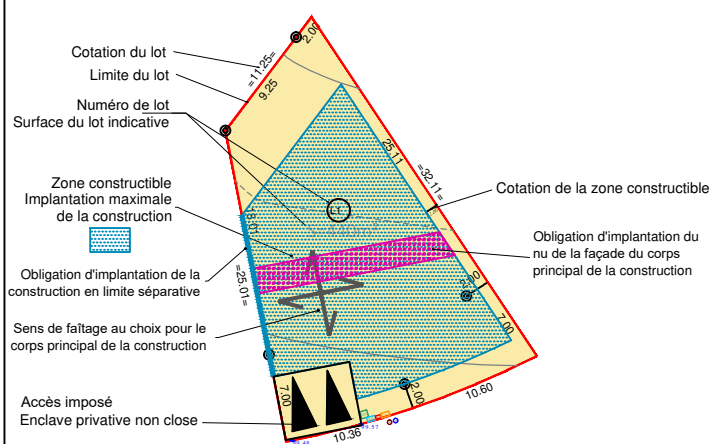 Cotation du lot
Limite du lot
Numéro de lot
Surface du lot indicative
Zone constructible
Implantation maximale
de la construction
Obligation d'implantation de la
construction en limite séparative
Sens de faîtage au choix pour le
corps principal de la construction
Accès imposé
Enclave privative non close
Cotation de la zone constructible
Obligation d'implantation du
nu de la façade du corps
principal de la construction
2.00
=11.25=
9.25
25.11
=32.11=
=25.01=
7.00
7.00
2.00
10.60
10.36